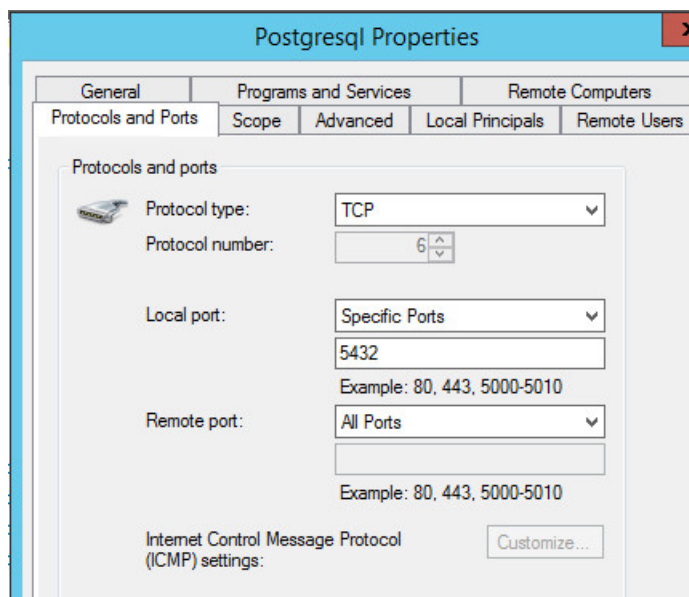 Postgresql Properties
General Programs and Services Remote Computers
Protocols and Ports Scope Advanced Local Principals Remote Users
Protocols and ports
Protocol type: TCP
Protocol number: 6
Local port: Specific Ports
5432
Example: 80, 443, 5000-5010
Remote port: All Ports
Example: 80, 443, 5000-5010
Internet Control Message Protocol
(ICMP) settings: Customize...